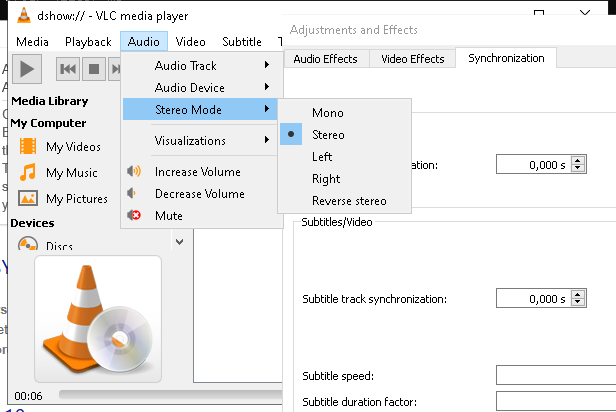 dshow:// - VLC media player
Media Playback Audio Video Subtitle
Adjustments and Effects
Audio Effects Video Effects Synchronization
Audio Track
Audio Device
Stereo Mode
Visualizations
Increase Volume
Decrease Volume
Mute
Mono
Stereo
Left
Right
Reverse stereo
Media Library
My Computer
My Videos
My Music
My Pictures
Devices
Discs
0,000 s
Subtitles/Video
Subtitle track synchronization: 0,000 s
Subtitle speed:
Subtitle duration factor:
00:06